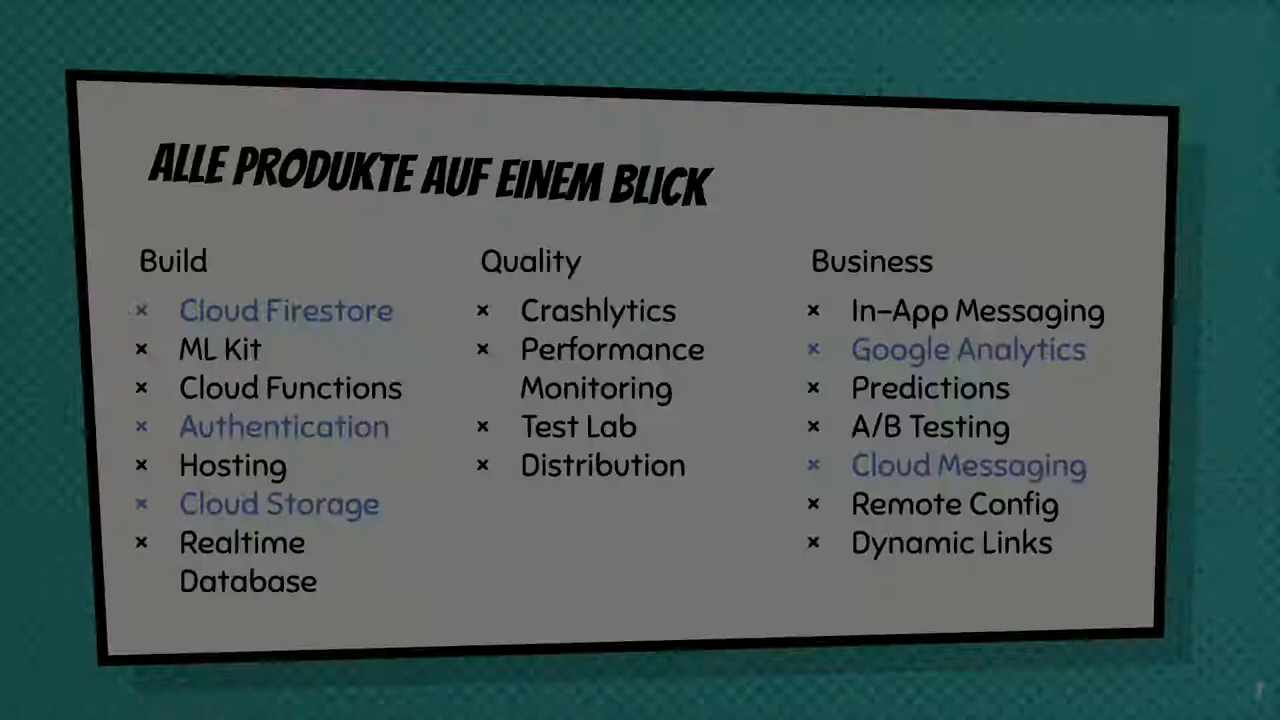 ALLE PRODUKTE AUF EINEM BLICK
Build
× Cloud Firestore
× ML Kit
× Cloud Functions
× Authentication
× Hosting
× Cloud Storage
× Realtime
Database
Quality
× Crashlytics
× Performance
Monitoring
× Test Lab
× Distribution
Business
× In-App Messaging
× Google Analytics
× Predictions
× A/B Testing
× Cloud Messaging
× Remote Config
× Dynamic Links